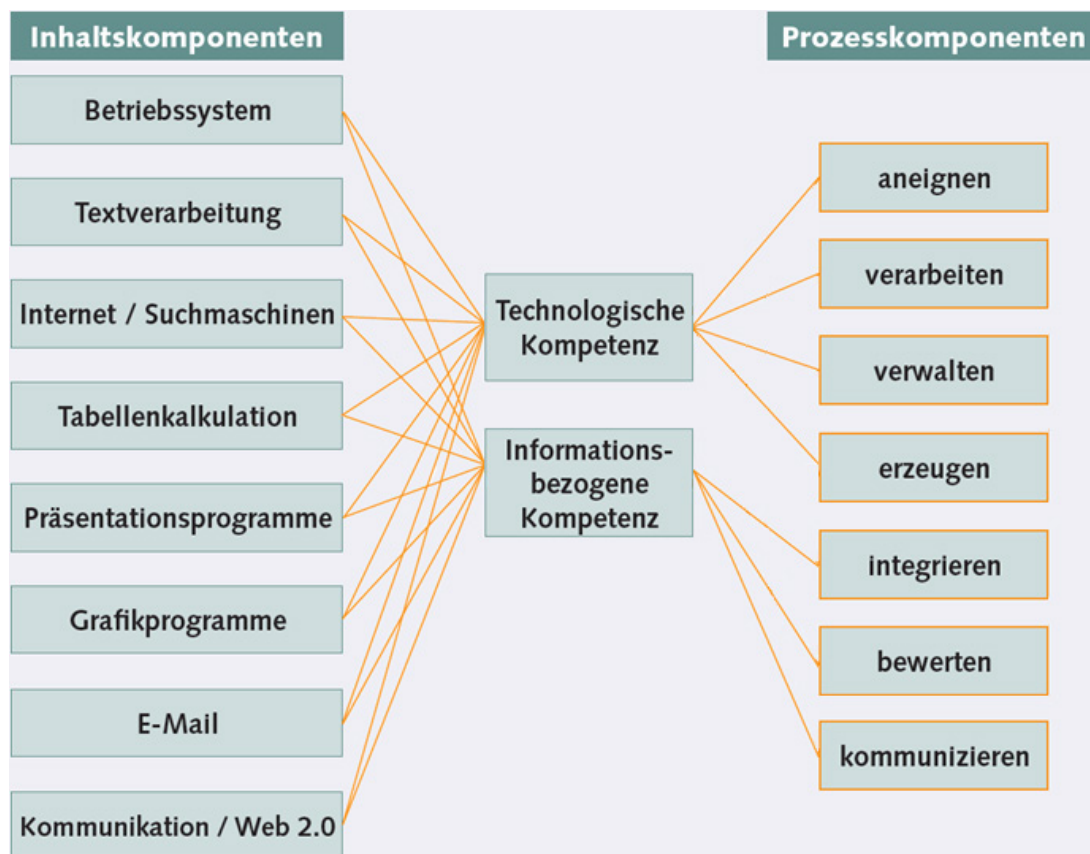 Inhaltskomponenten
Betriebssystem
Textverarbeitung
Internet / Suchmaschinen
Tabellenkalkulation
Präsentationsprogramme
Grafikprogramme
E-Mail
Kommunikation / Web 2.0
Technologische
Kompetenz
Informations-
bezogene
Kompetenz
Prozesskomponenten
aneignen
verarbeiten
verwalten
erzeugen
integrieren
bewerten
kommunizieren